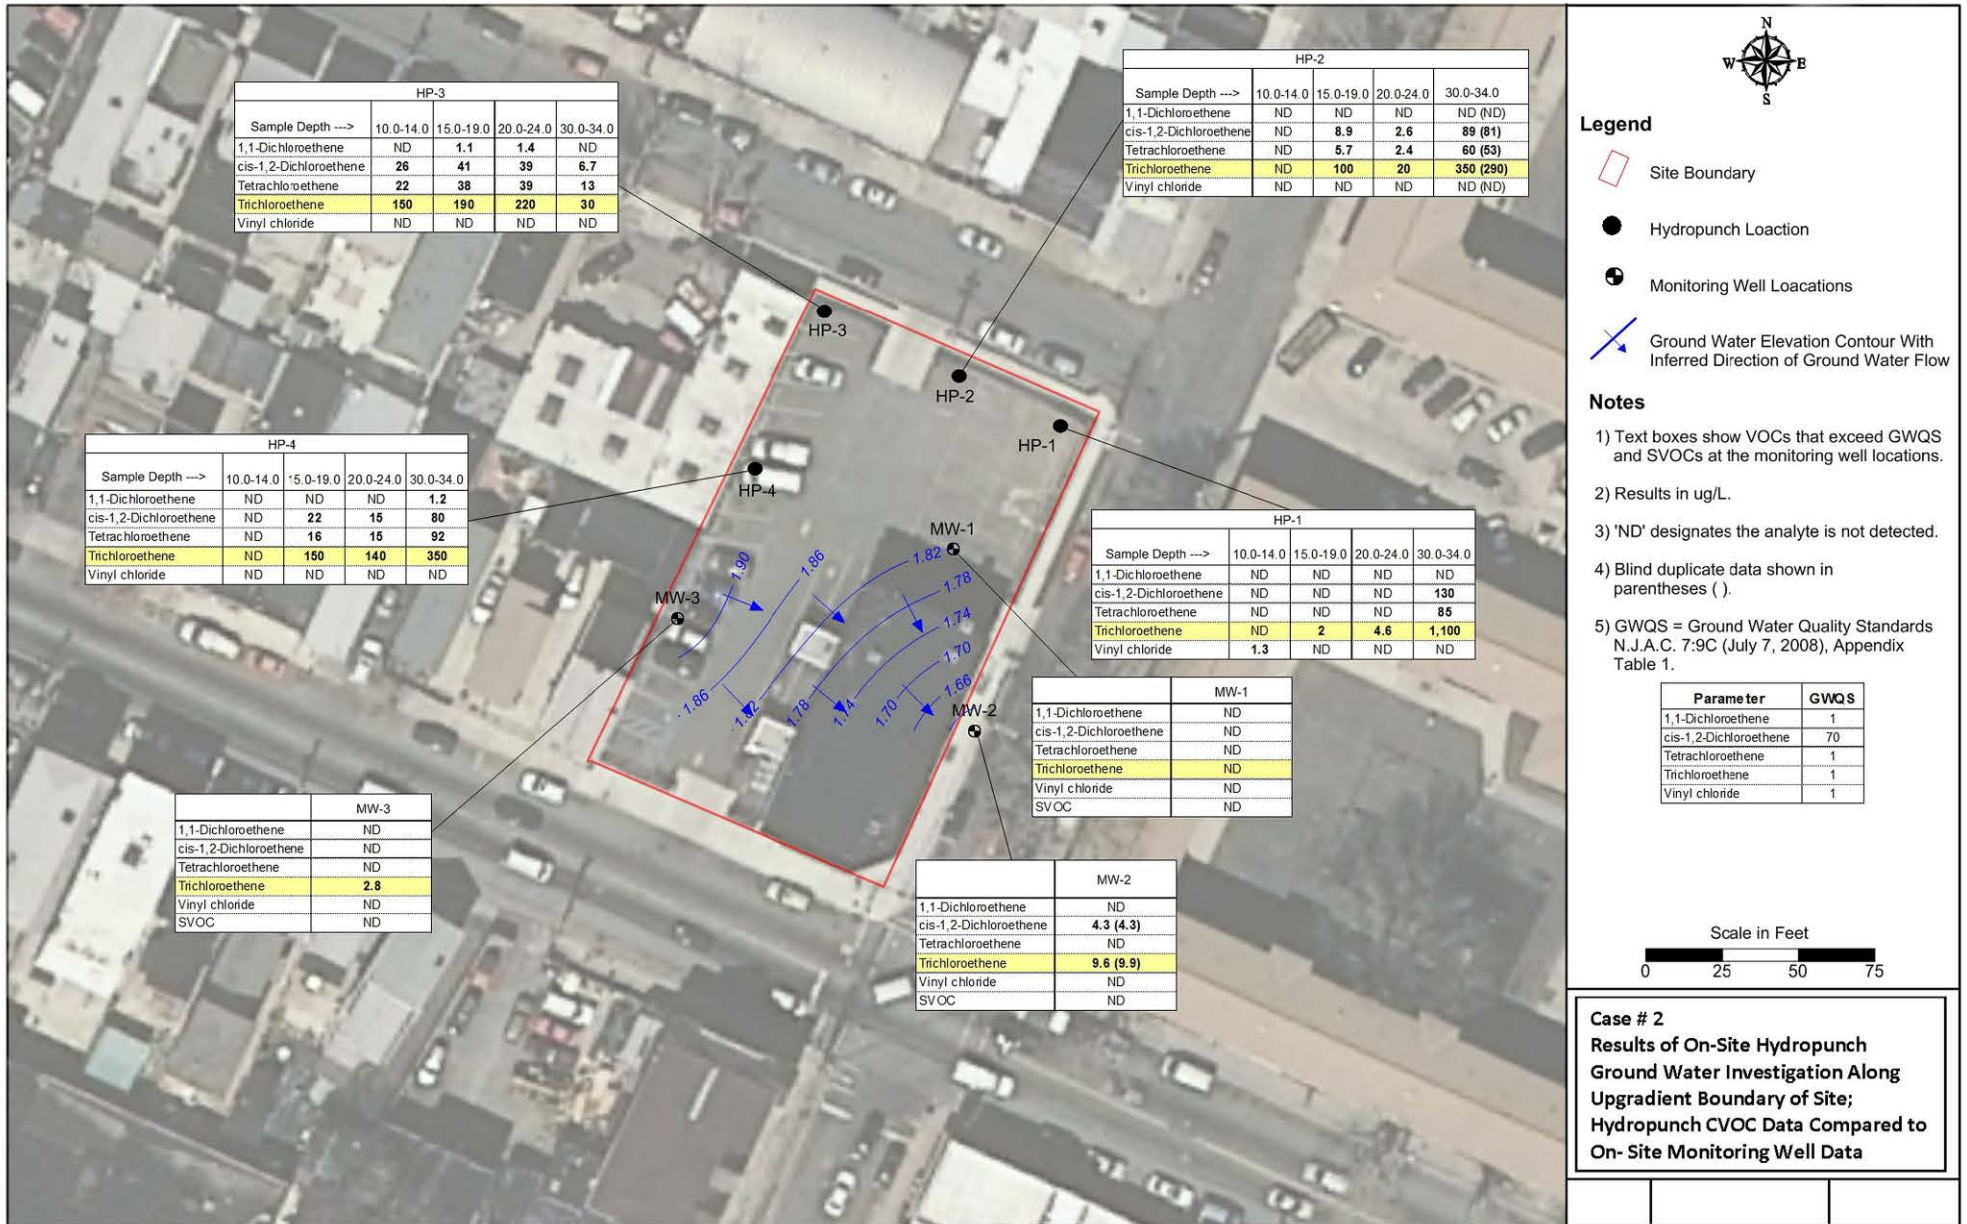 HP-3
Sample Depth ---> 10.0-14.0 15.0-19.0 20.0-24.0 30.0-34.0
1,1-Dichloroethene ND 1.1 1.4 ND
cis-1,2-Dichloroethene 26 41 39 6.7
Tetrachloroethene 22 38 39 13
Trichloroethene 150 190 220 30
Vinyl chloride ND ND ND ND
HP-2
Sample Depth ---> 10.0-14.0 15.0-19.0 20.0-24.0 30.0-34.0
1,1-Dichloroethene ND ND ND ND (ND)
cis-1,2-Dichloroethene ND 8.9 2.6 89 (81)
Tetrachloroethene ND 5.7 2.4 60 (53)
Trichloroethene ND 100 20 350 (290)
Vinyl chloride ND ND ND ND (ND)
HP-4
Sample Depth ---> 10.0-14.0 15.0-19.0 20.0-24.0 30.0-34.0
1,1-Dichloroethene ND ND ND 1.2
cis-1,2-Dichloroethene ND 22 15 80
Tetrachloroethene ND 16 15 92
Trichloroethene ND 150 140 350
Vinyl chloride ND ND ND ND
HP-1
Sample Depth ---> 10.0-14.0 15.0-19.0 20.0-24.0 30.0-34.0
1,1-Dichloroethene ND ND ND ND
cis-1,2-Dichloroethene ND ND ND 130
Tetrachloroethene ND ND ND 85
Trichloroethene ND 2 4.6 1,100
Vinyl chloride 1.3 ND ND ND
MW-1
1,1-Dichloroethene ND
cis-1,2-Dichloroethene ND
Tetrachloroethene ND
Trichloroethene ND
Vinyl chloride ND
SVOC ND
MW-3
1,1-Dichloroethene ND
cis-1,2-Dichloroethene ND
Tetrachloroethene ND
Trichloroethene 2.8
Vinyl chloride ND
SVOC ND
MW-2
1,1-Dichloroethene ND
cis-1,2-Dichloroethene 4.3 (4.3)
Tetrachloroethene ND
Trichloroethene 9.6 (9.9)
Vinyl chloride ND
SVOC ND
HP-3
HP-2
HP-1
HP-4
MW-1
MW-3
MW-2
1.90
1.86
1.82
1.78
1.74
1.70
1.66
1.86
1.82
1.78
1.74
1.70
N
W E
S
Legend
Site Boundary
Hydropunch Loaction
Monitoring Well Loacations
Ground Water Elevation Contour With
Inferred Direction of Ground Water Flow
Notes
1) Text boxes show VOCs that exceed GWQS
and SVOCs at the monitoring well locations.
2) Results in ug/L.
3) 'ND' designates the analyte is not detected.
4) Blind duplicate data shown in
parentheses ( ).
5) GWQS = Ground Water Quality Standards
N.J.A.C. 7:9C (July 7, 2008), Appendix
Table 1.
Parameter GWQS
1,1-Dichloroethene 1
cis-1,2-Dichloroethene 70
Tetrachloroethene 1
Trichloroethene 1
Vinyl chloride 1
Scale in Feet
0 25 50 75
Case # 2
Results of On-Site Hydropunch
Ground Water Investigation Along
Upgradient Boundary of Site;
Hydropunch CVOC Data Compared to
On- Site Monitoring Well Data